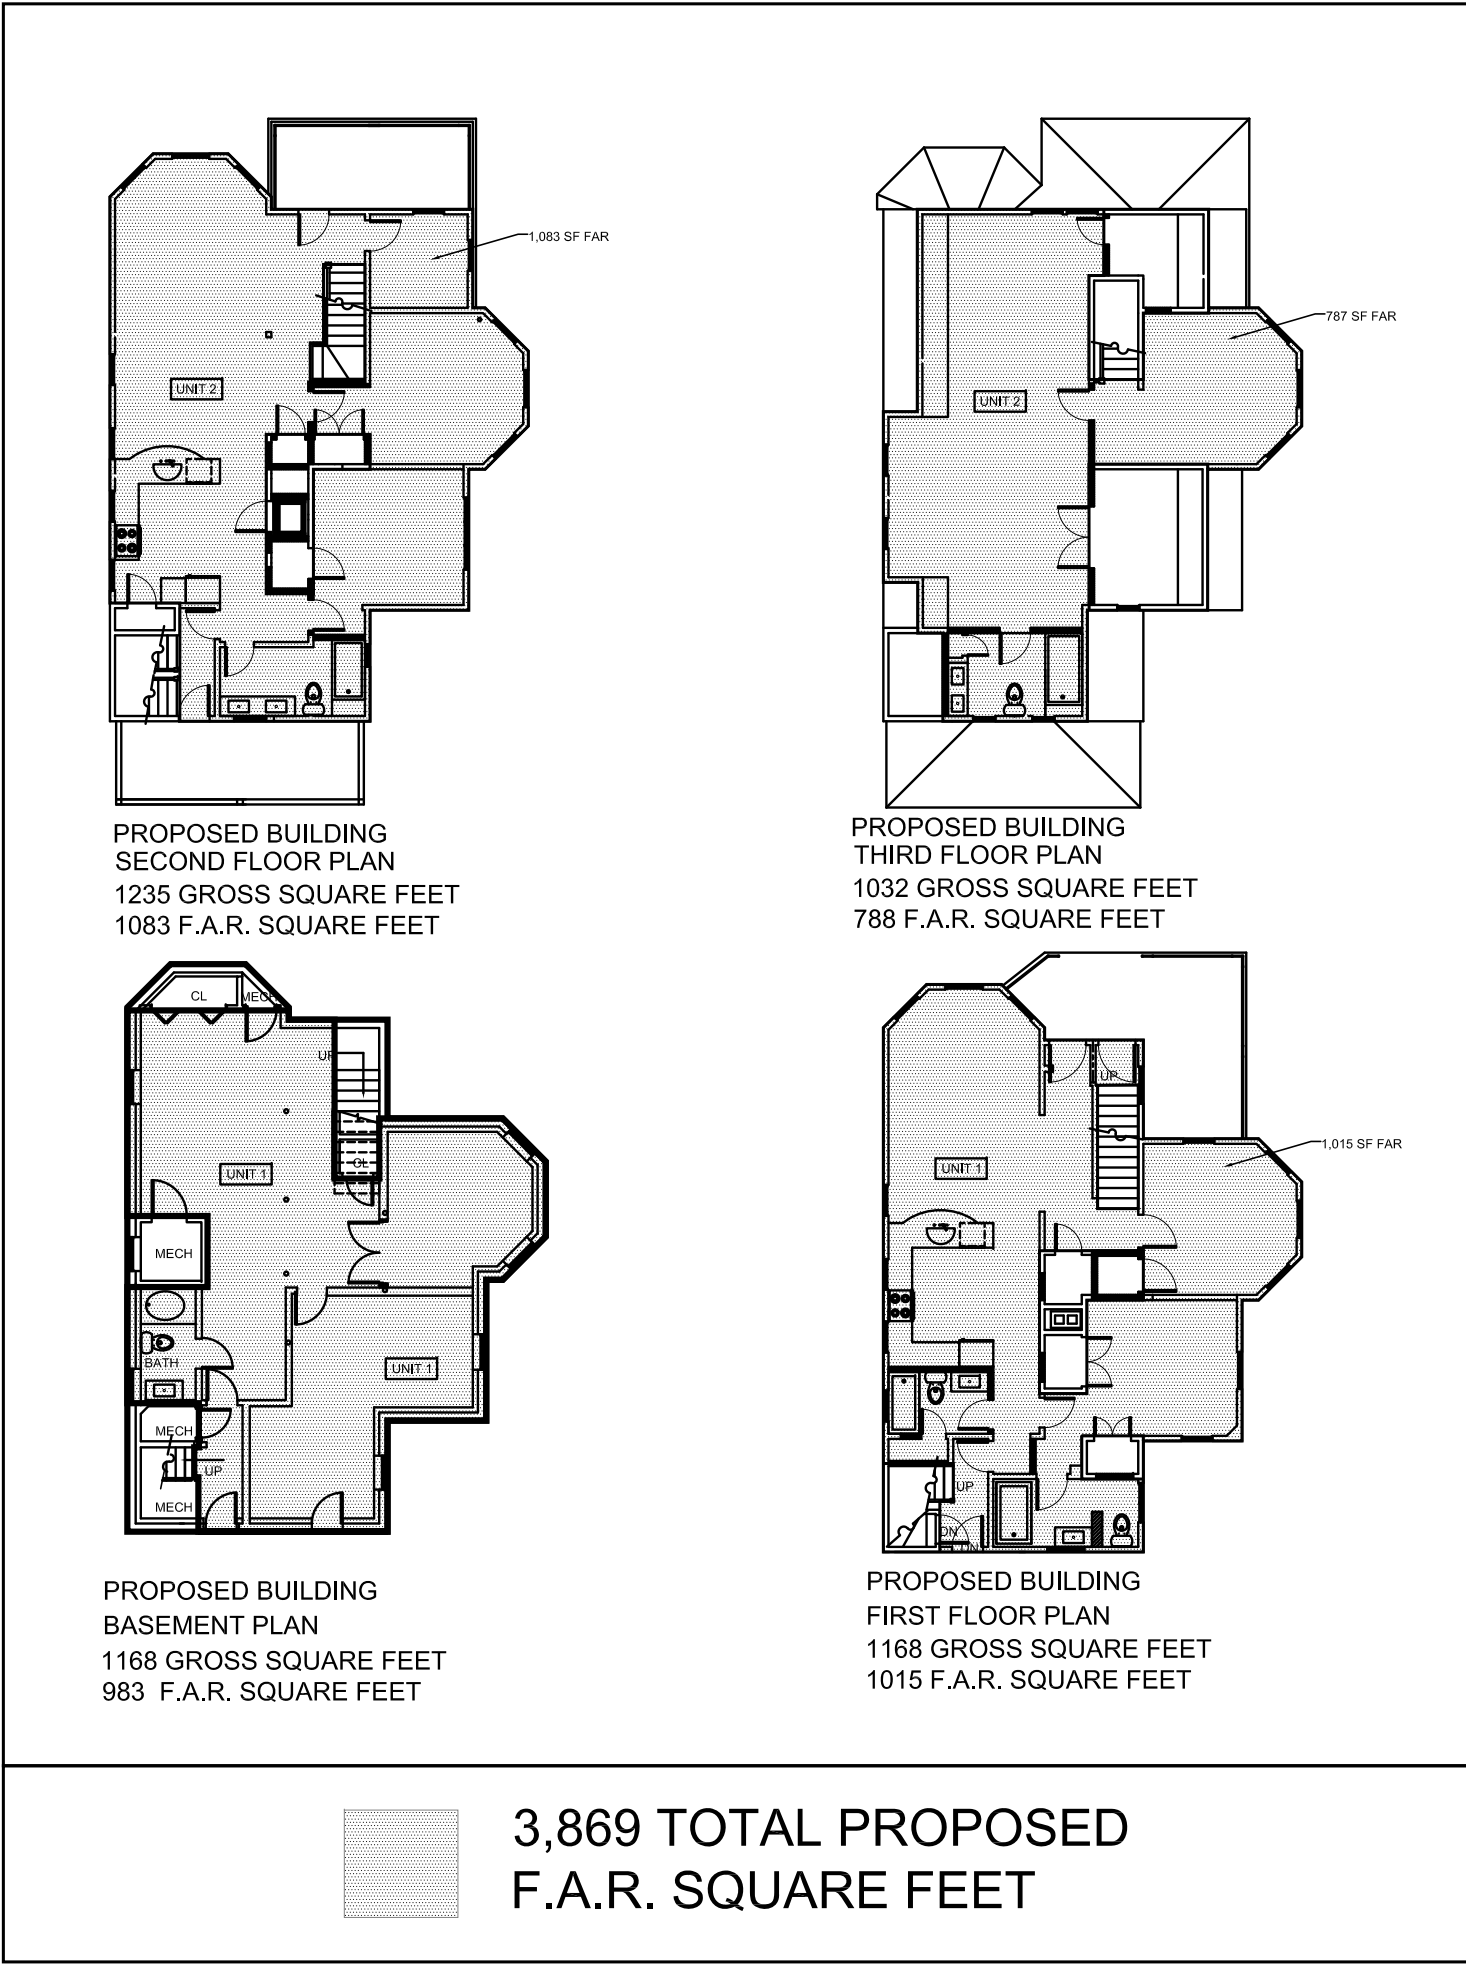 1,083 SF FAR
UNIT 2
PROPOSED BUILDING
SECOND FLOOR PLAN
1235 GROSS SQUARE FEET
1083 F.A.R. SQUARE FEET
787 SF FAR
UNIT 2
PROPOSED BUILDING
THIRD FLOOR PLAN
1032 GROSS SQUARE FEET
788 F.A.R. SQUARE FEET
CL
MECH
UP
CL
UNIT 1
MECH
BATH
UNIT 1
MECH
UP
MECH
PROPOSED BUILDING
BASEMENT PLAN
1168 GROSS SQUARE FEET
983 F.A.R. SQUARE FEET
UP
1,015 SF FAR
UNIT 1
UP
DN
DN
PROPOSED BUILDING
FIRST FLOOR PLAN
1168 GROSS SQUARE FEET
1015 F.A.R. SQUARE FEET
3,869 TOTAL PROPOSED
F.A.R. SQUARE FEET